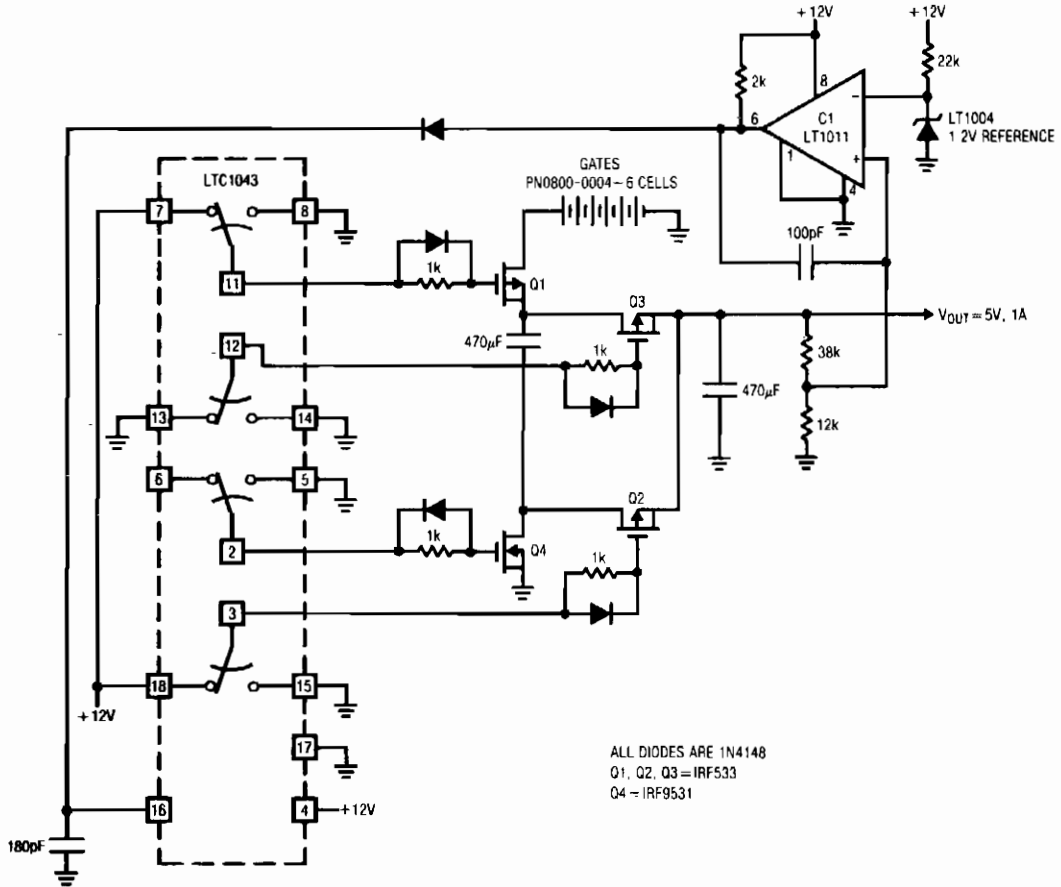 +12V
+12V
2k
8
22k
6
C1
LT1011
−
+
1
4
LT1004
1 2V REFERENCE
LTC1043
GATES
PN0800-0004–6 CELLS
7
8
100pF
1k
Q1
11
Q3
VOUT = 5V, 1A
470µF
12
1k
38k
470µF
13
14
12k
6
5
Q2
1k
Q4
2
1k
3
18
15
+12V
17
ALL DIODES ARE 1N4148
Q1, Q2, Q3 = IRF533
Q4 = IRF9531
16
4
+12V
180pF